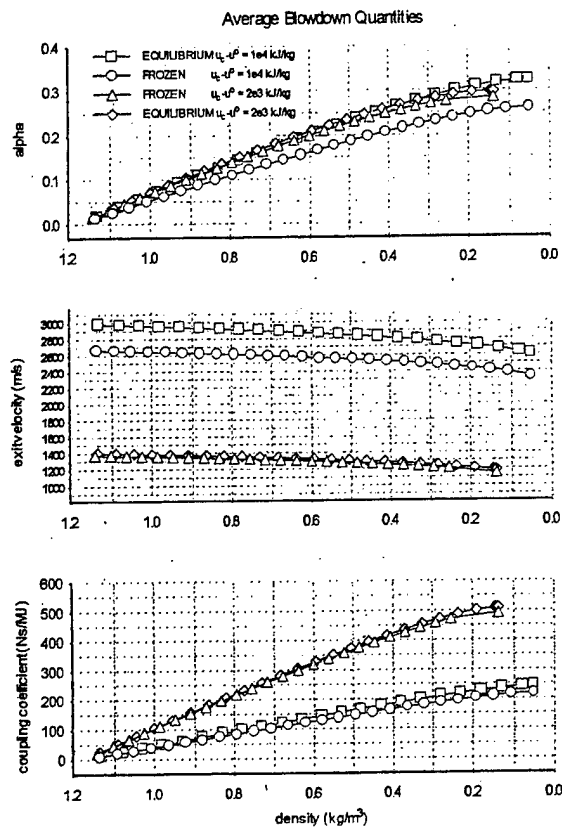 Average Blowdown Quantities
0.4
0.3
0.2
0.1
0.0
alpha
EQUILIBRIUM u_c-u^o = 1e4 kJ/kg
FROZEN u_c-u^o = 1e4 kJ/kg
FROZEN u_c-u^o = 2e3 kJ/kg
EQUILIBRIUM u_c-u^o = 2e3 kJ/kg
1.2 1.0 0.8 0.6 0.4 0.2 0.0
3000
2800
2600
2400
2200
2000
1800
1600
1400
1200
1000
exit velocity (m/s)
1.2 1.0 0.8 0.6 0.4 0.2 0.0
600
500
400
300
200
100
0
coupling coefficient (Ns/MJ)
1.2 1.0 0.8 0.6 0.4 0.2 0.0
density (kg/m³)